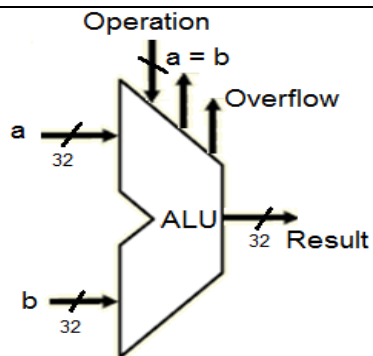 Operation
a = b
Overflow
a
32
ALU
32
Result
b
32